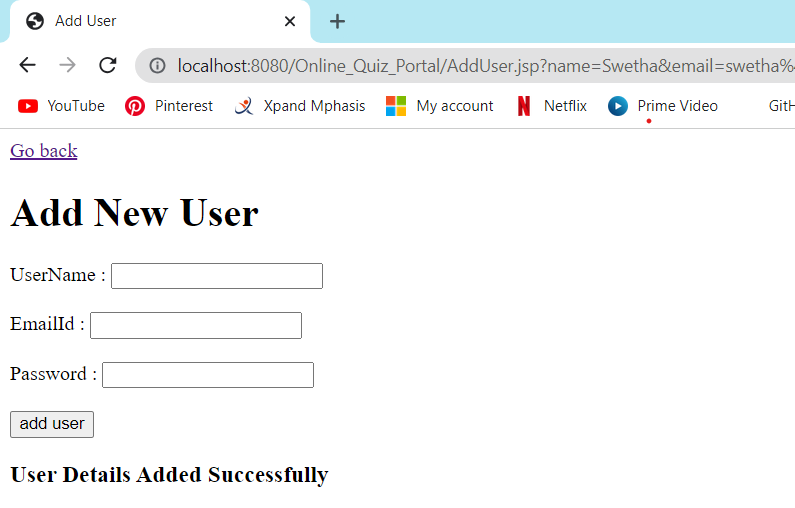 Add User
localhost:8080/Online_Quiz_Portal/AddUser.jsp?name=Swetha&email=swetha%
YouTube Pinterest Xpand Mphasis My account Netflix Prime Video GitH
Go back
Add New User
UserName :
EmailId :
Password :
add user
User Details Added Successfully